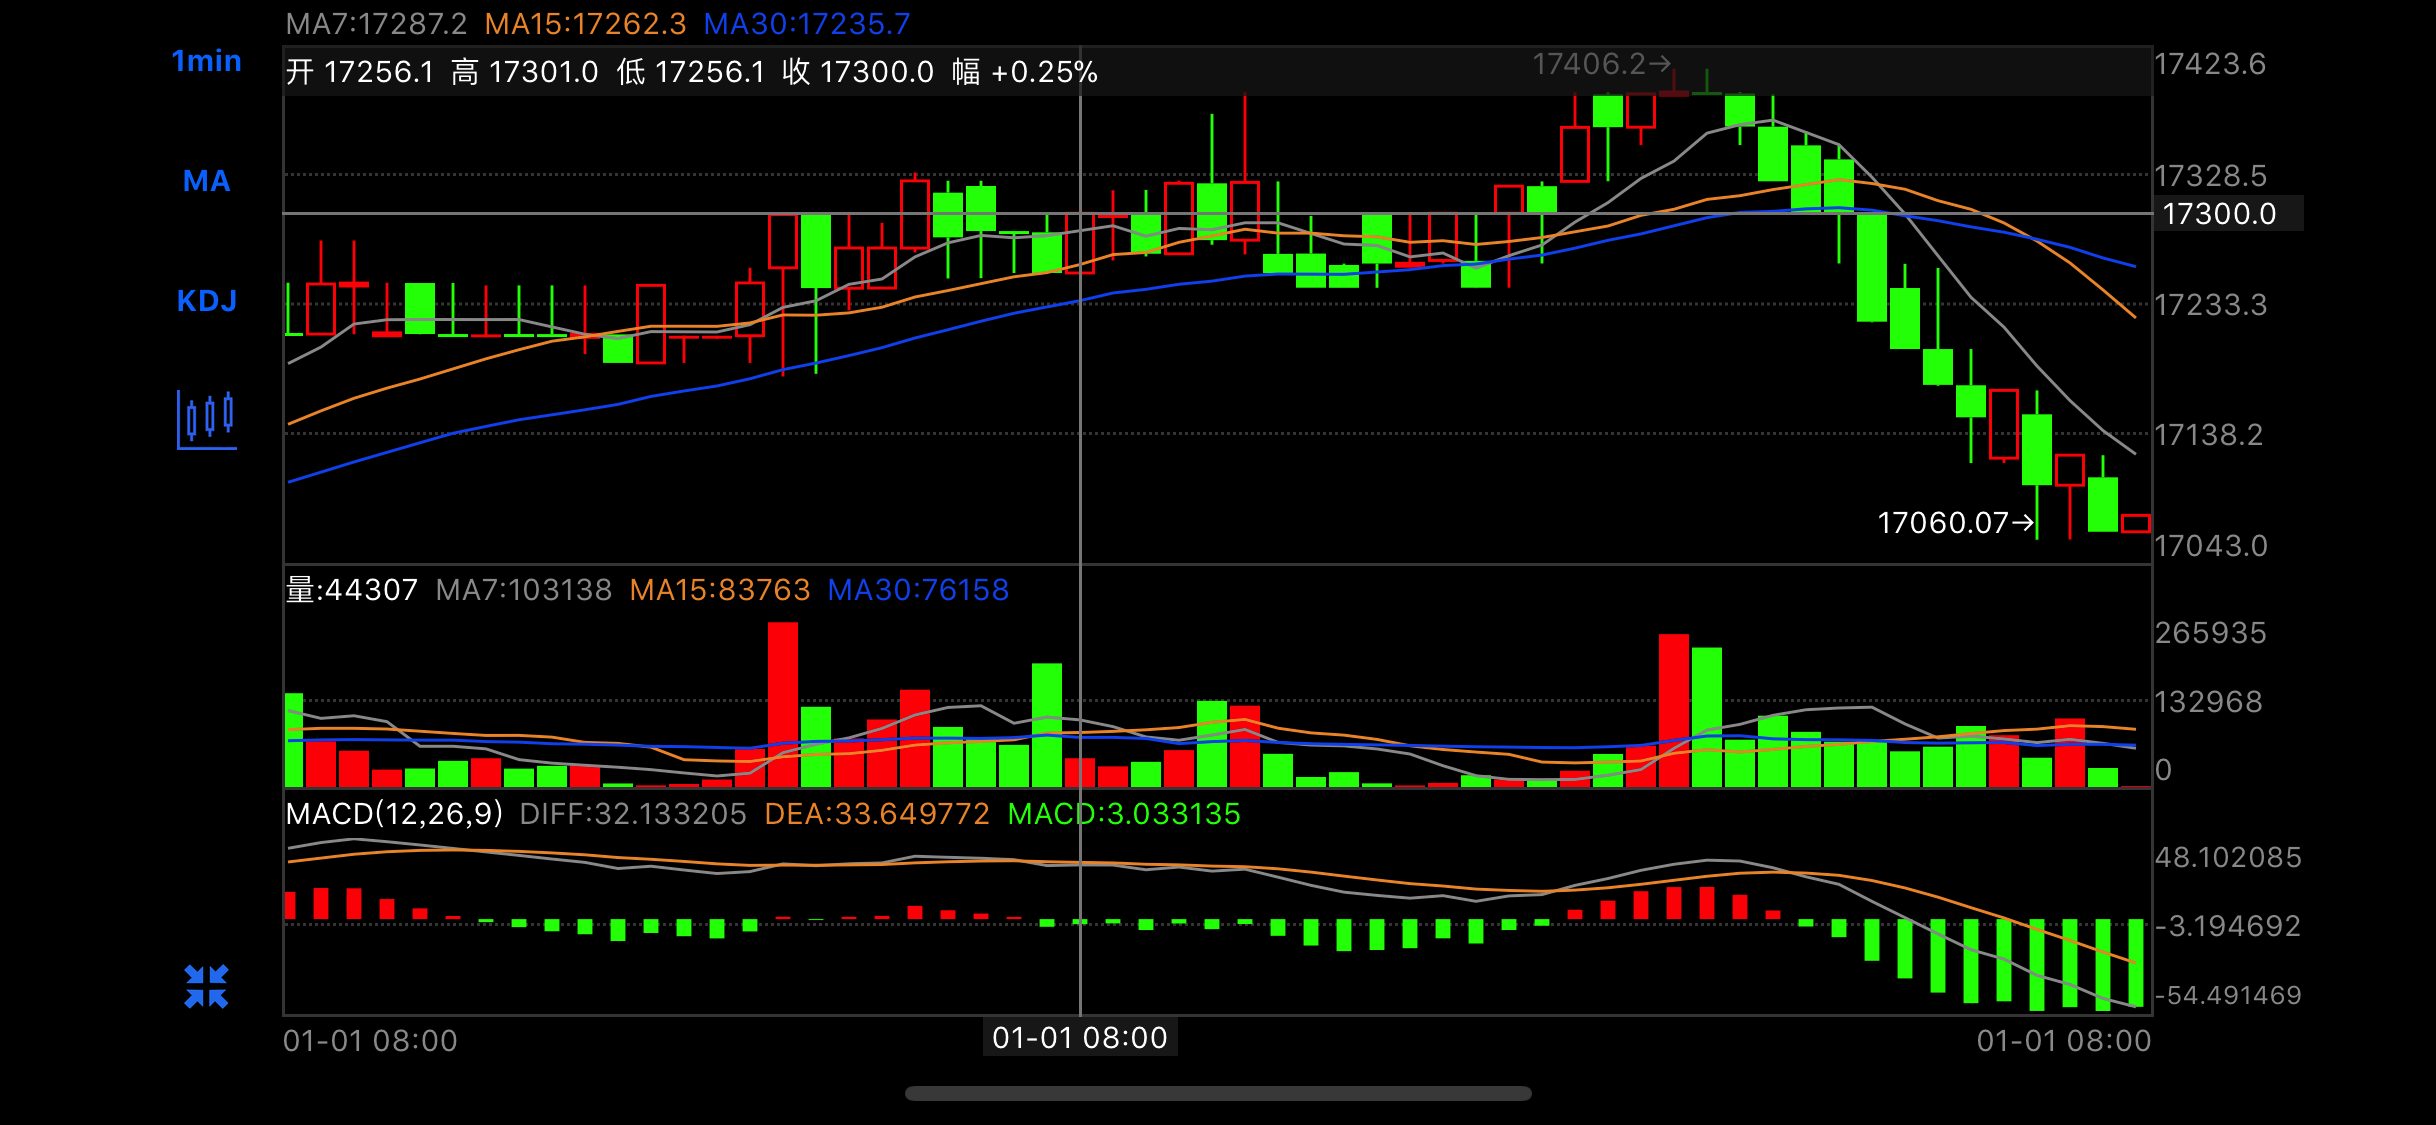 MA7:17287.2 MA15:17262.3 MA30:17235.7
1min
开 17256.1 高 17301.0 低 17256.1 收 17300.0 幅 +0.25%
17406.2→
17423.6
MA
17328.5
17300.0
KDJ
17233.3
17138.2
17060.07→
17043.0
量:44307 MA7:103138 MA15:83763 MA30:76158
265935
132968
0
MACD(12,26,9) DIFF:32.133205 DEA:33.649772 MACD:3.033135
48.102085
-3.194692
-54.491469
01-01 08:00 01-01 08:00 01-01 08:00